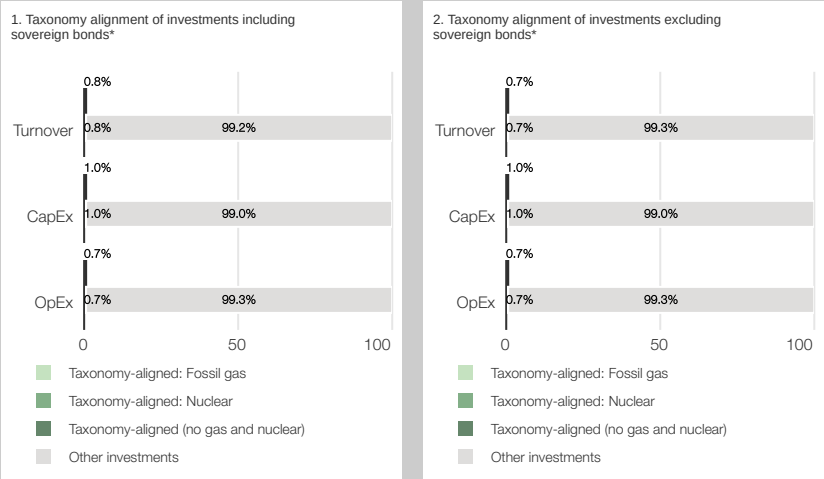 1. Taxonomy alignment of investments including
sovereign bonds*
0.8%
Turnover 0.8% 99.2%
1.0%
CapEx 1.0% 99.0%
0.7%
OpEx 0.7% 99.3%
0 50 100
Taxonomy-aligned: Fossil gas
Taxonomy-aligned: Nuclear
Taxonomy-aligned (no gas and nuclear)
Other investments
2. Taxonomy alignment of investments excluding
sovereign bonds*
0.7%
Turnover 0.7% 99.3%
1.0%
CapEx 1.0% 99.0%
0.7%
OpEx 0.7% 99.3%
0 50 100
Taxonomy-aligned: Fossil gas
Taxonomy-aligned: Nuclear
Taxonomy-aligned (no gas and nuclear)
Other investments